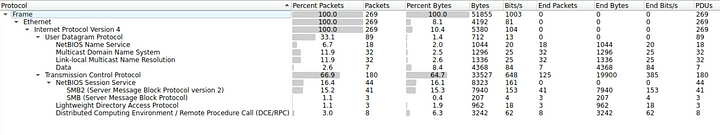 Protocol Percent Packets Packets Percent Bytes Bytes Bits/s End Packets End Bytes End Bits/s PDUs
Frame 100.0 269 100.0 51855 1003 0 0 0 269
Ethernet 100.0 269 8.1 4192 81 0 0 0 269
Internet Protocol Version 4 100.0 269 10.4 5380 104 0 0 0 269
User Datagram Protocol 33.1 89 1.4 712 13 0 0 0 89
NetBIOS Name Service 6.7 18 2.0 1044 20 18 1044 20 18
Multicast Domain Name System 11.9 32 2.5 1296 25 32 1296 25 32
Link-local Multicast Name Resolution 11.9 32 2.6 1336 25 32 1336 25 32
Data 2.6 7 8.4 4368 84 7 4368 84 7
Transmission Control Protocol 66.9 180 64.7 33527 648 125 19900 385 180
NetBIOS Session Service 16.4 44 16.1 8323 161 0 0 0 44
SMB2 (Server Message Block Protocol version 2) 15.2 41 15.3 7940 153 41 7940 153 41
SMB (Server Message Block Protocol) 1.1 3 0.4 207 4 3 207 4 3
Lightweight Directory Access Protocol 1.1 3 1.9 962 18 3 962 18 3
Distributed Computing Environment / Remote Procedure Call (DCE/RPC) 3.0 8 6.3 3242 62 8 3242 62 8